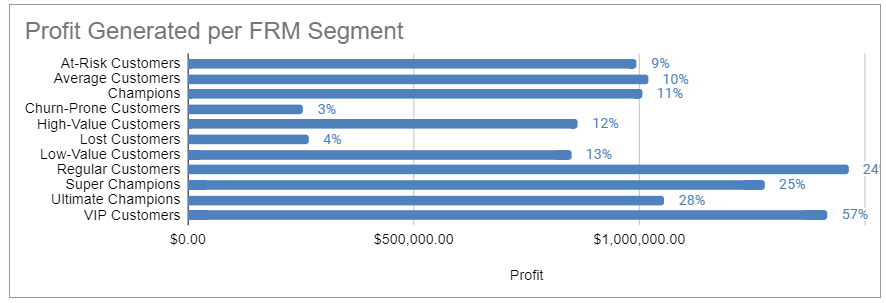 Profit Generated per FRM Segment
At-Risk Customers 9%
Average Customers 10%
Champions 11%
Churn-Prone Customers 3%
High-Value Customers 12%
Lost Customers 4%
Low-Value Customers 13%
Regular Customers 24
Super Champions 25%
Ultimate Champions 28%
VIP Customers 57%
$0.00 $500,000.00 $1,000,000.00
Profit